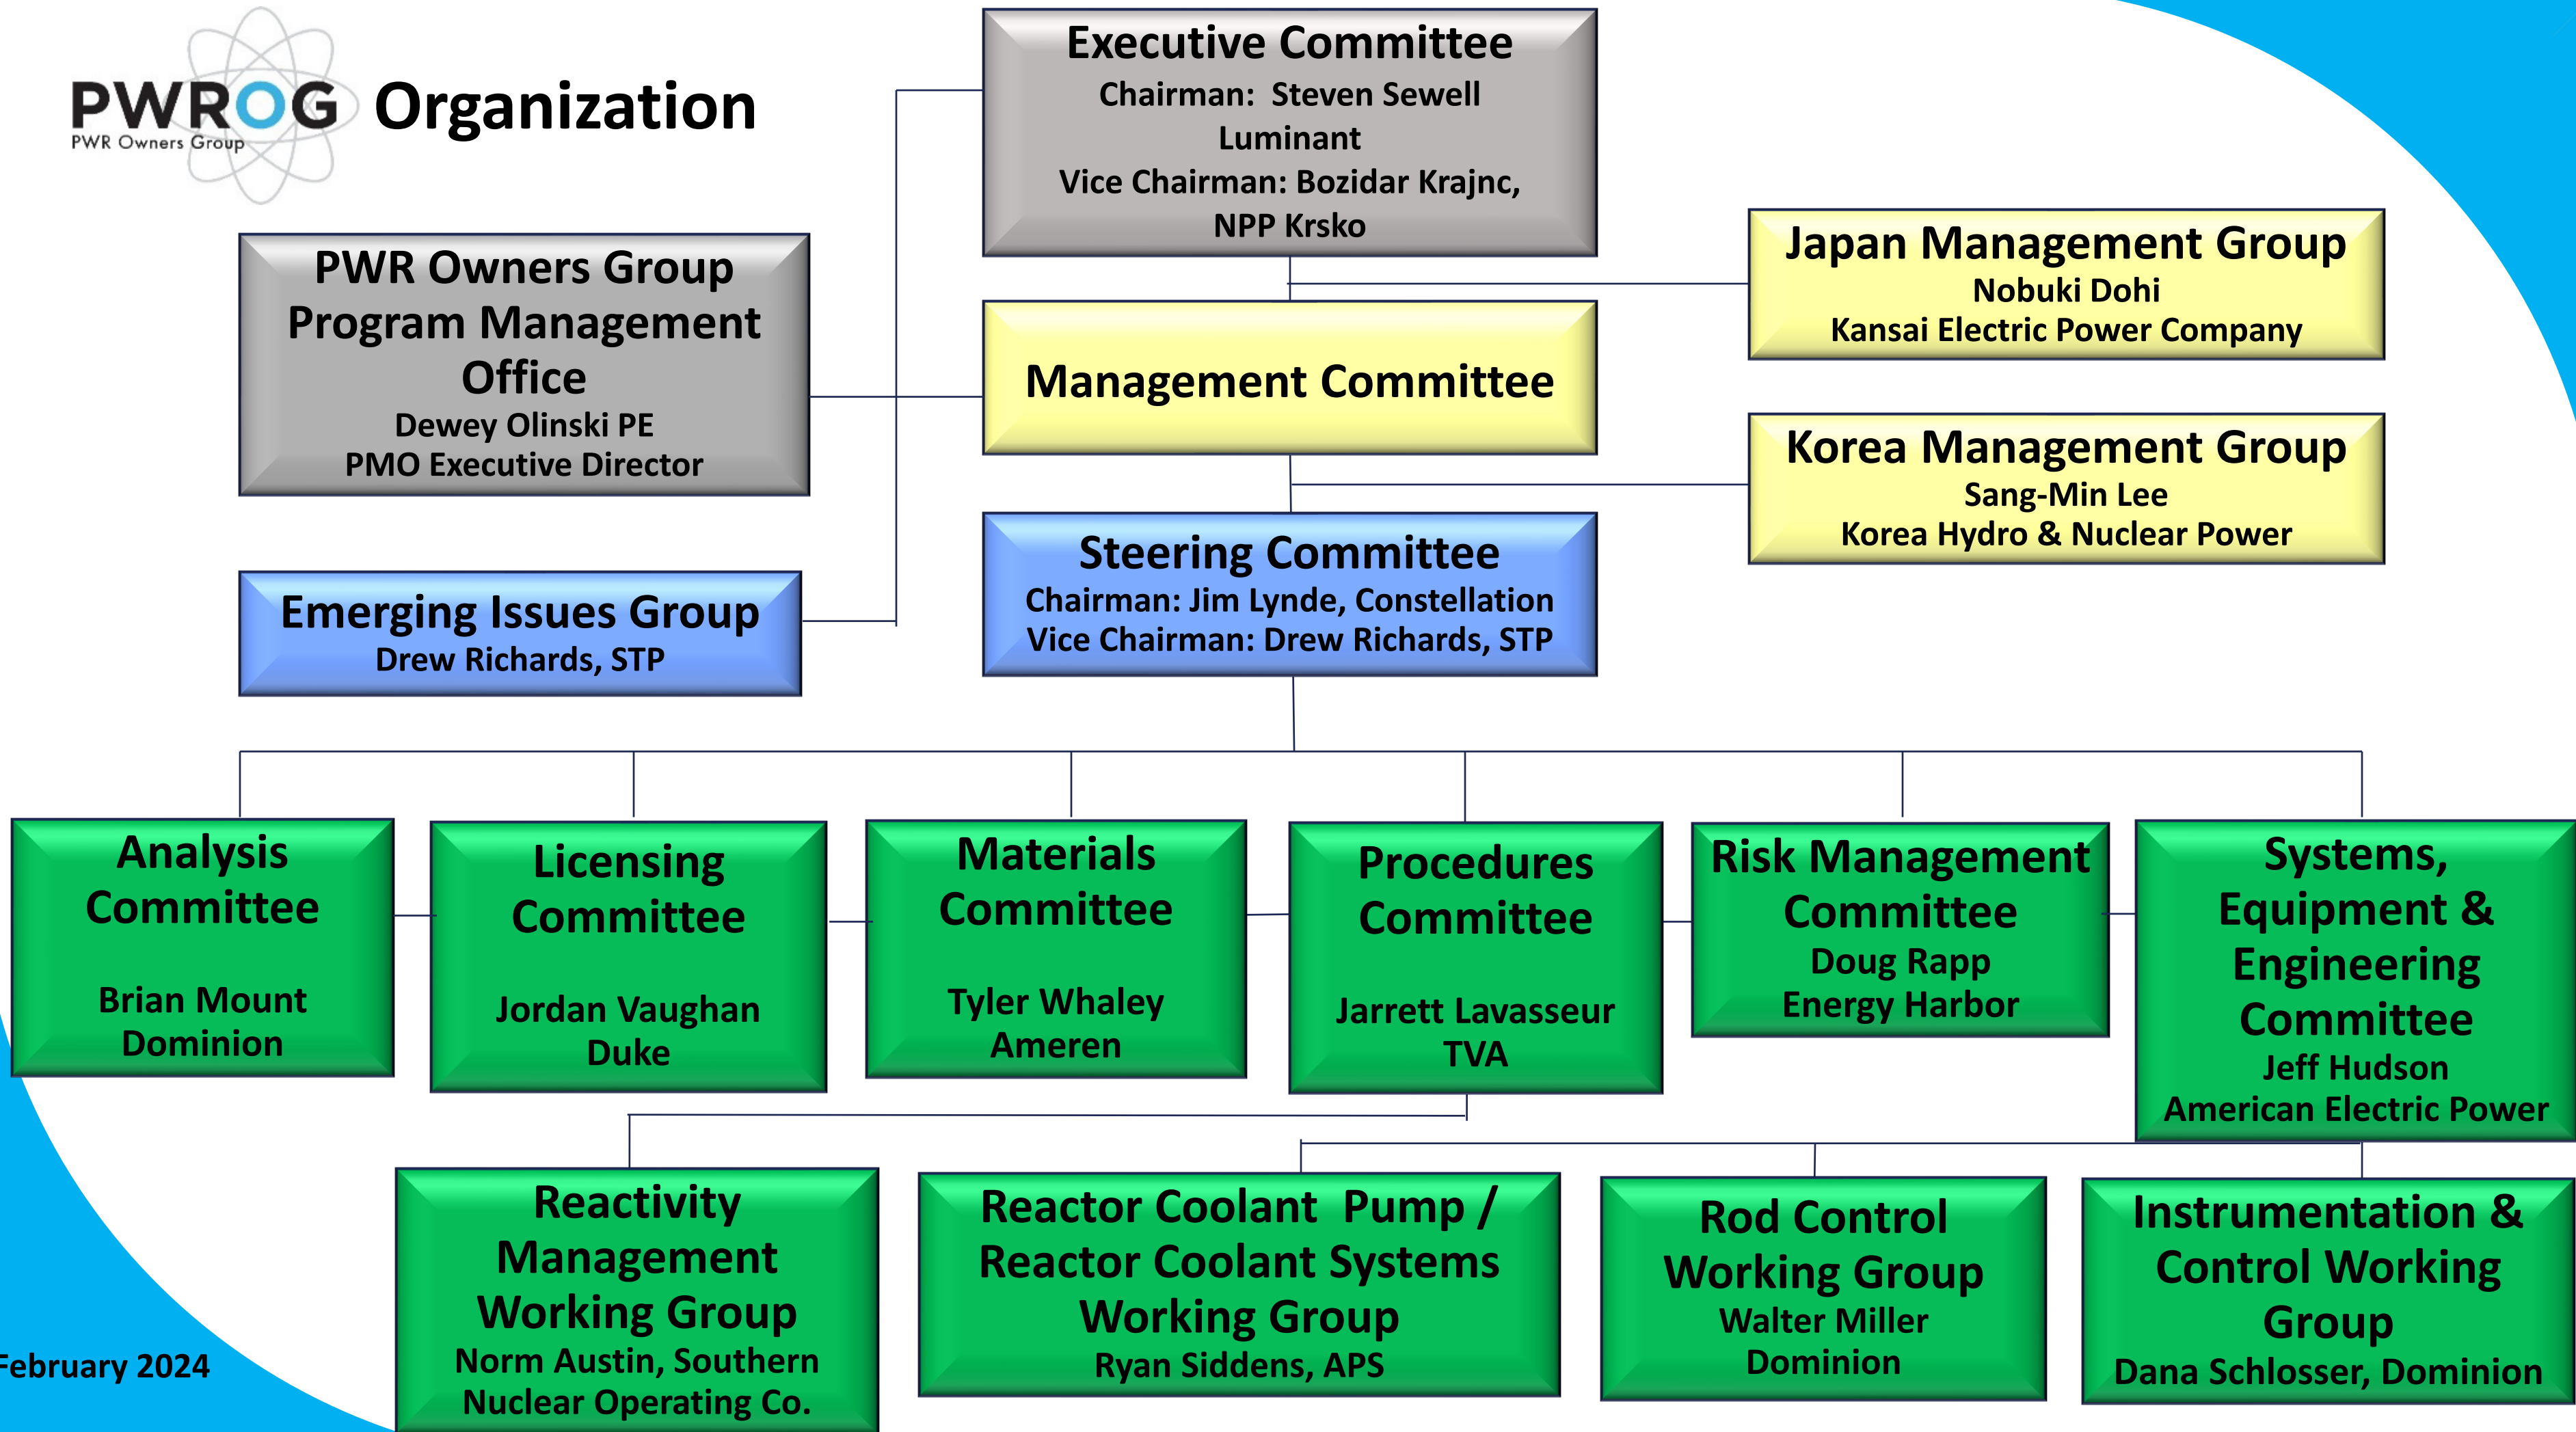 PWROG
PWR Owners Group
Organization
Executive Committee
Chairman: Steven Sewell
Luminant
Vice Chairman: Bozidar Krajnc,
NPP Krsko
PWR Owners Group
Program Management
Office
Dewey Olinski PE
PMO Executive Director
Japan Management Group
Nobuki Dohi
Kansai Electric Power Company
Management Committee
Korea Management Group
Sang-Min Lee
Korea Hydro & Nuclear Power
Steering Committee
Chairman: Jim Lynde, Constellation
Vice Chairman: Drew Richards, STP
Emerging Issues Group
Drew Richards, STP
Analysis
Committee
Brian Mount
Dominion
Licensing
Committee
Jordan Vaughan
Duke
Materials
Committee
Tyler Whaley
Ameren
Procedures
Committee
Jarrett Lavasseur
TVA
Risk Management
Committee
Doug Rapp
Energy Harbor
Systems,
Equipment &
Engineering
Committee
Jeff Hudson
American Electric Power
Reactivity
Management
Working Group
Norm Austin, Southern
Nuclear Operating Co.
Reactor Coolant Pump /
Reactor Coolant Systems
Working Group
Ryan Siddens, APS
Rod Control
Working Group
Walter Miller
Dominion
Instrumentation &
Control Working
Group
Dana Schlosser, Dominion
February 2024